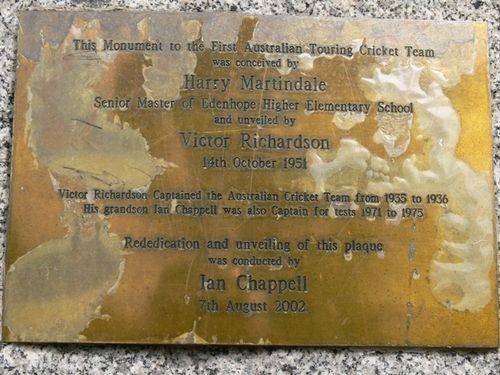 This Monument to the First Australian Touring Cricket Team
was conceived by
Harry Martindale
Senior Master of Edenhope Higher Elementary School
and unveiled by
Victor Richardson
14th October 1951
Victor Richardson Captained the Australian Cricket Team from 1935 to 1936
His grandson Ian Chappell was also Captain for tests 1971 to 1975
Rededication and unveiling of this plaque
was conducted by
Ian Chappell
7th August 2002